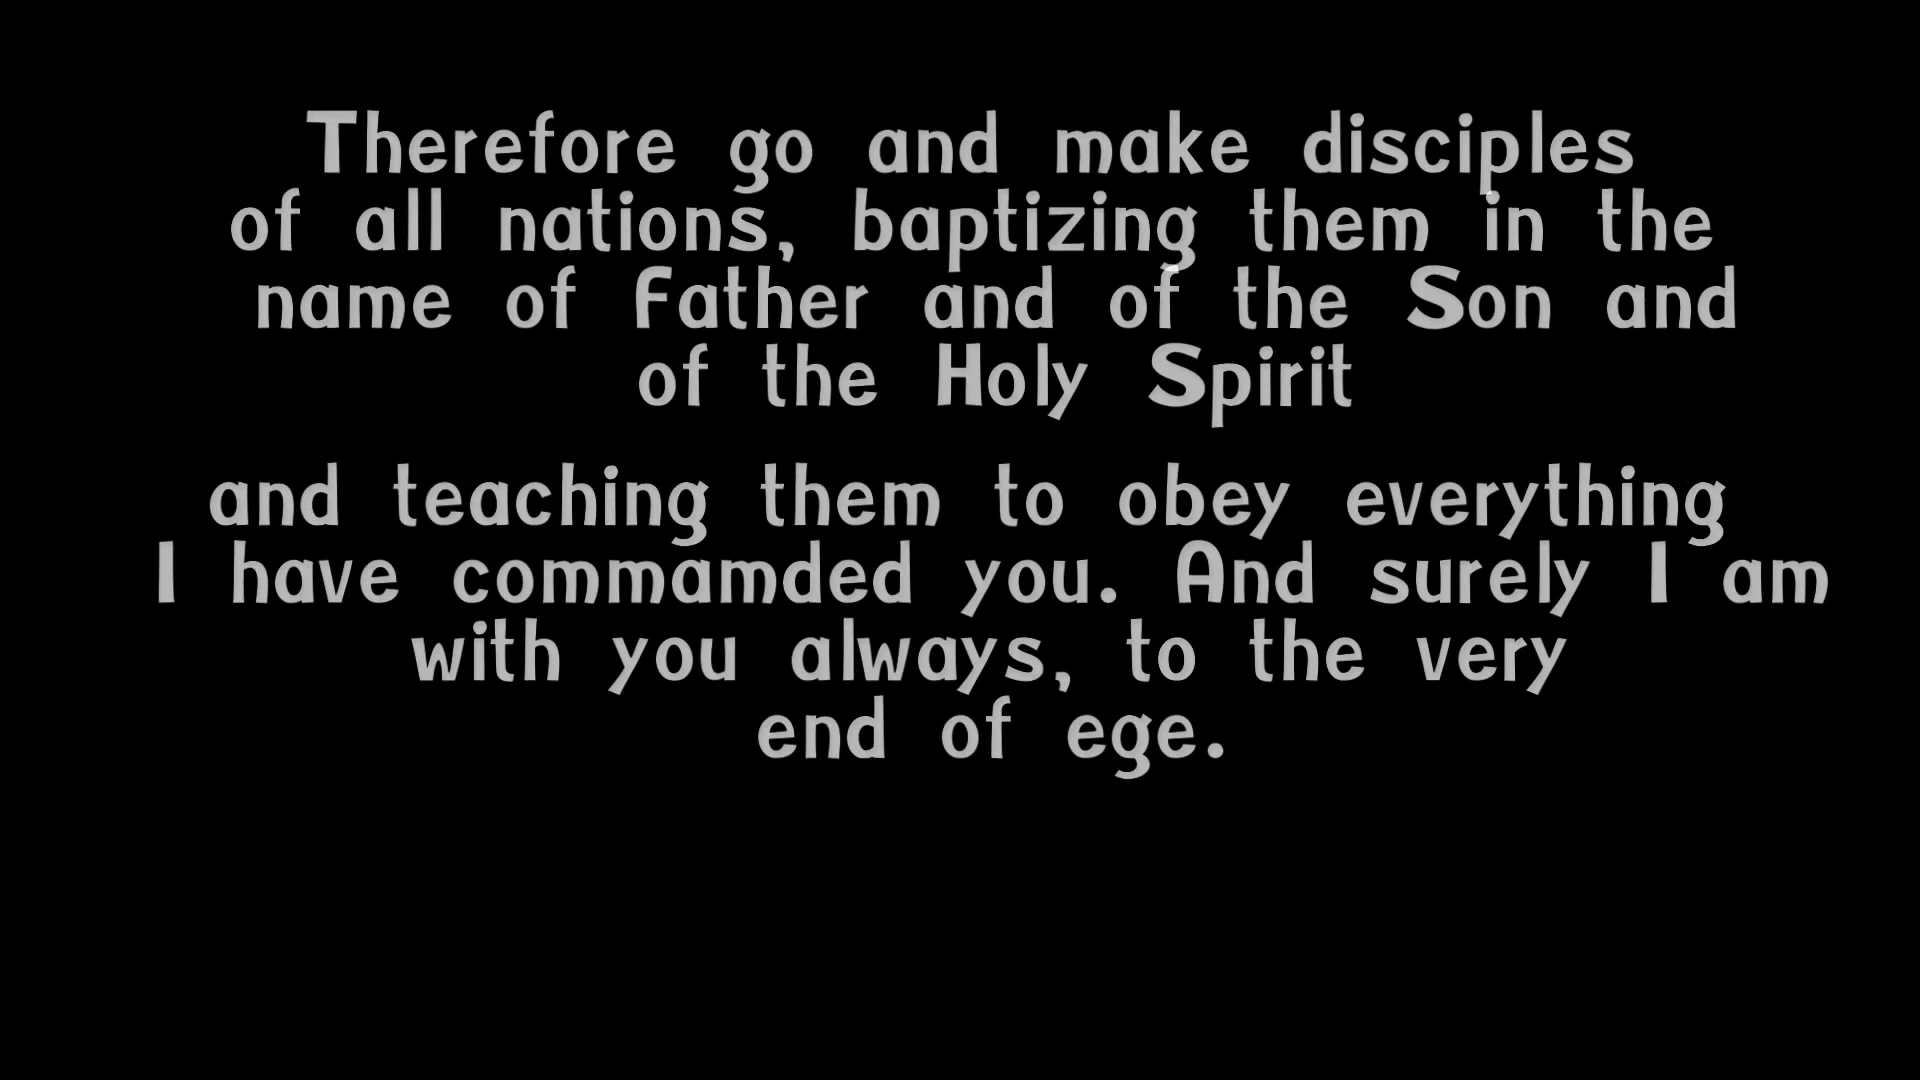 Therefore go and make disciples
of all nations, baptizing them in the
name of Father and of the Son and
of the Holy Spirit
and teaching them to obey everything
I have commamded you. And surely I am
with you always, to the very
end of ege.